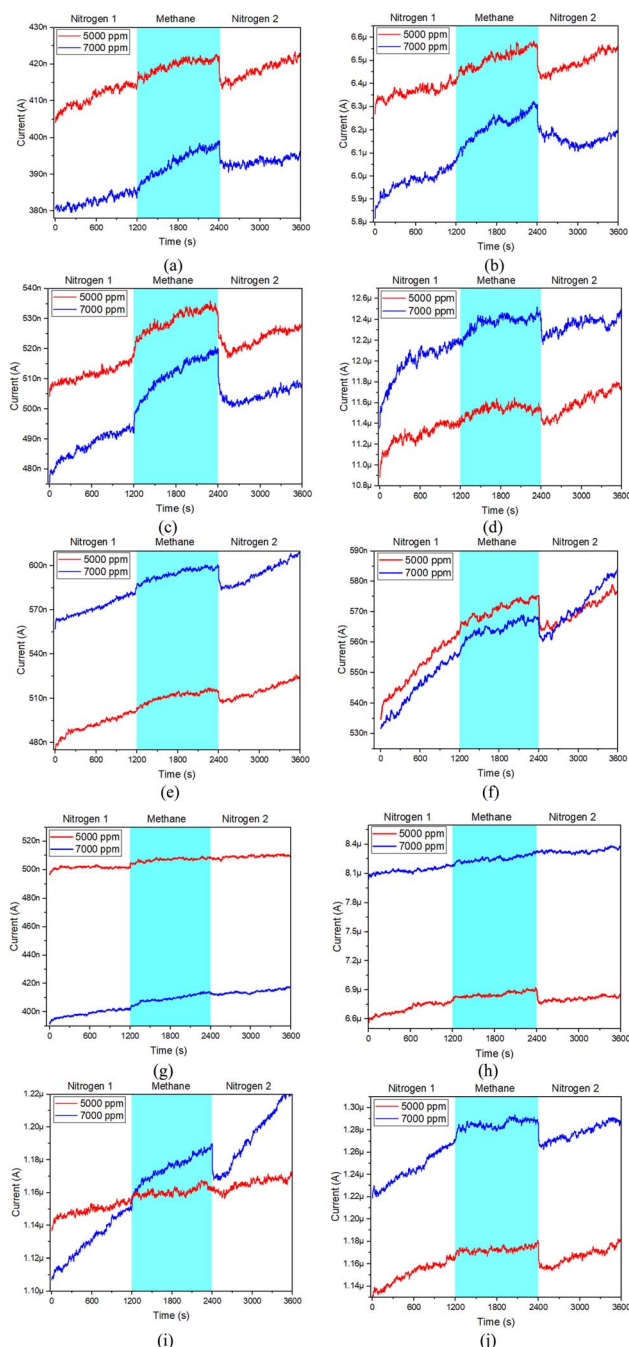 Nitrogen 1 Methane Nitrogen 2
5000 ppm
7000 ppm
Current (A)
430n
420n
410n
400n
390n
380n
0 600 1200 1800 2400 3000 3600
Time (s)
(a)
Nitrogen 1 Methane Nitrogen 2
5000 ppm
7000 ppm
Current (A)
6.6µ
6.5µ
6.4µ
6.3µ
6.1µ
6.0µ
5.9µ
5.8µ
0 600 1200 1800 2400 3000 3600
Time (s)
(b)
Nitrogen 1 Methane Nitrogen 2
5000 ppm
7000 ppm
Current (A)
540n
530n
520n
510n
500n
490n
480n
0 600 1200 1800 2400 3000 3600
Time (s)
(c)
Nitrogen 1 Methane Nitrogen 2
5000 ppm
7000 ppm
Current (A)
12.6µ
12.4µ
12.2µ
11.8µ
11.6µ
11.4µ
11.0µ
10.8µ
0 600 1200 1800 2400 3000 3600
Time (s)
(d)
Nitrogen 1 Methane Nitrogen 2
5000 ppm
7000 ppm
Current (A)
600n
570n
540n
510n
480n
0 600 1200 1800 2400 3000 3600
Time (s)
(e)
Nitrogen 1 Methane Nitrogen 2
5000 ppm
7000 ppm
Current (A)
590n
580n
570n
560n
550n
540n
530n
0 600 1200 1800 2400 3000 3600
Time (s)
(f)
Nitrogen 1 Methane Nitrogen 2
5000 ppm
7000 ppm
Current (A)
520n
500n
490n
480n
460n
440n
420n
400n
0 600 1200 1800 2400 3000 3600
Time (s)
(g)
Nitrogen 1 Methane Nitrogen 2
5000 ppm
7000 ppm
Current (A)
8.4µ
8.1µ
7.8µ
7.5µ
7.2µ
6.9µ
6.6µ
0 600 1200 1800 2400 3000 3600
Time (s)
(h)
Nitrogen 1 Methane Nitrogen 2
5000 ppm
7000 ppm
Current (A)
1.22µ
1.20µ
1.18µ
1.16µ
1.14µ
1.12µ
1.10µ
0 600 1200 1800 2400 3000 3600
Time (s)
(i)
Nitrogen 1 Methane Nitrogen 2
5000 ppm
7000 ppm
Current (A)
1.30µ
1.28µ
1.26µ
1.24µ
1.22µ
1.20µ
1.18µ
1.16µ
1.14µ
0 600 1200 1800 2400 3000 3600
Time (s)
(j)